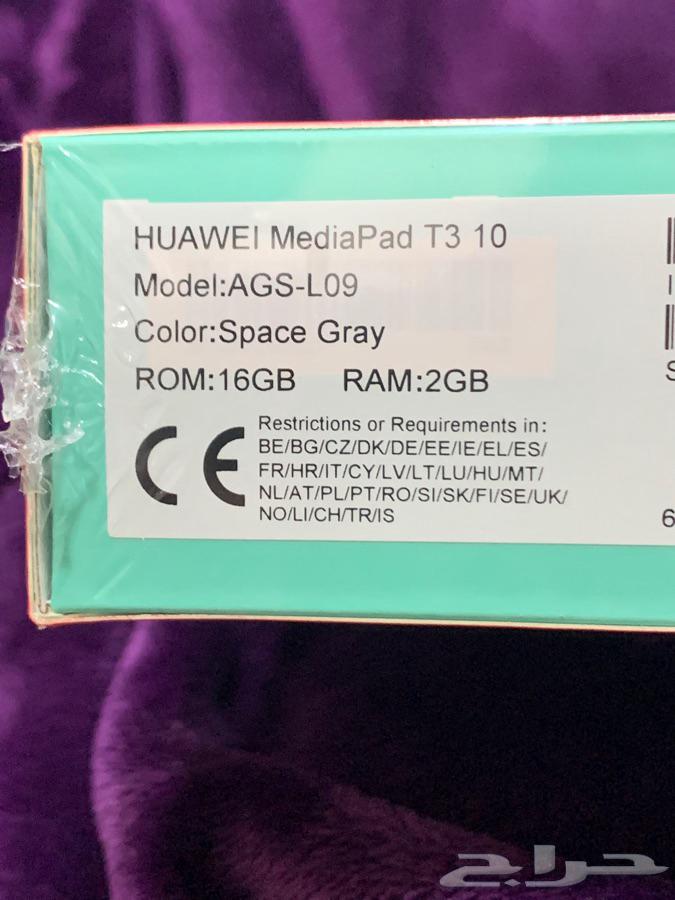 HUAWEI MediaPad T3 10
Model:AGS-L09
Color:Space Gray
ROM:16GB RAM:2GB
CE
Restrictions or Requirements in:
BE/BG/CZ/DK/DE/EE/IE/EL/ES/
FR/HR/IT/CY/LV/LT/LU/HU/MT/
NL/AT/PL/PT/RO/SI/SK/FI/SE/UK/
NO/LI/CH/TR/IS
6
حراج